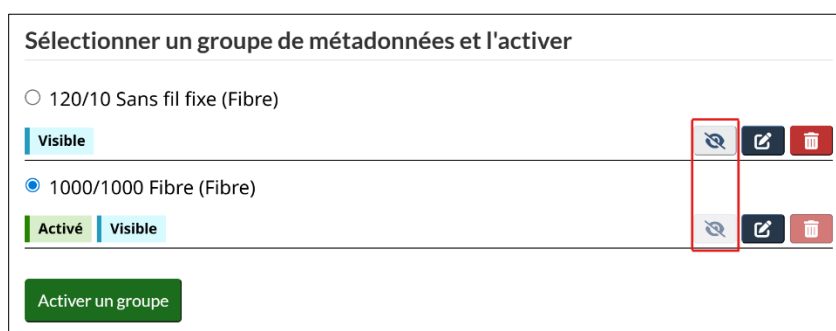 Sélectionner un groupe de métadonnées et l'activer
120/10 Sans fil fixe (Fibre)
Visible
1000/1000 Fibre (Fibre)
Activé Visible
Activer un groupe